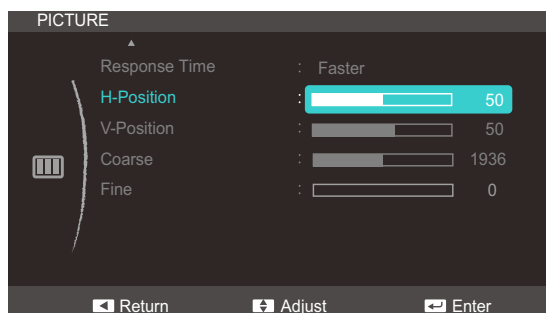 PICTURE
Response Time : Faster
H-Position : 50
V-Position : 50
Coarse : 1936
Fine : 0
Return Adjust Enter